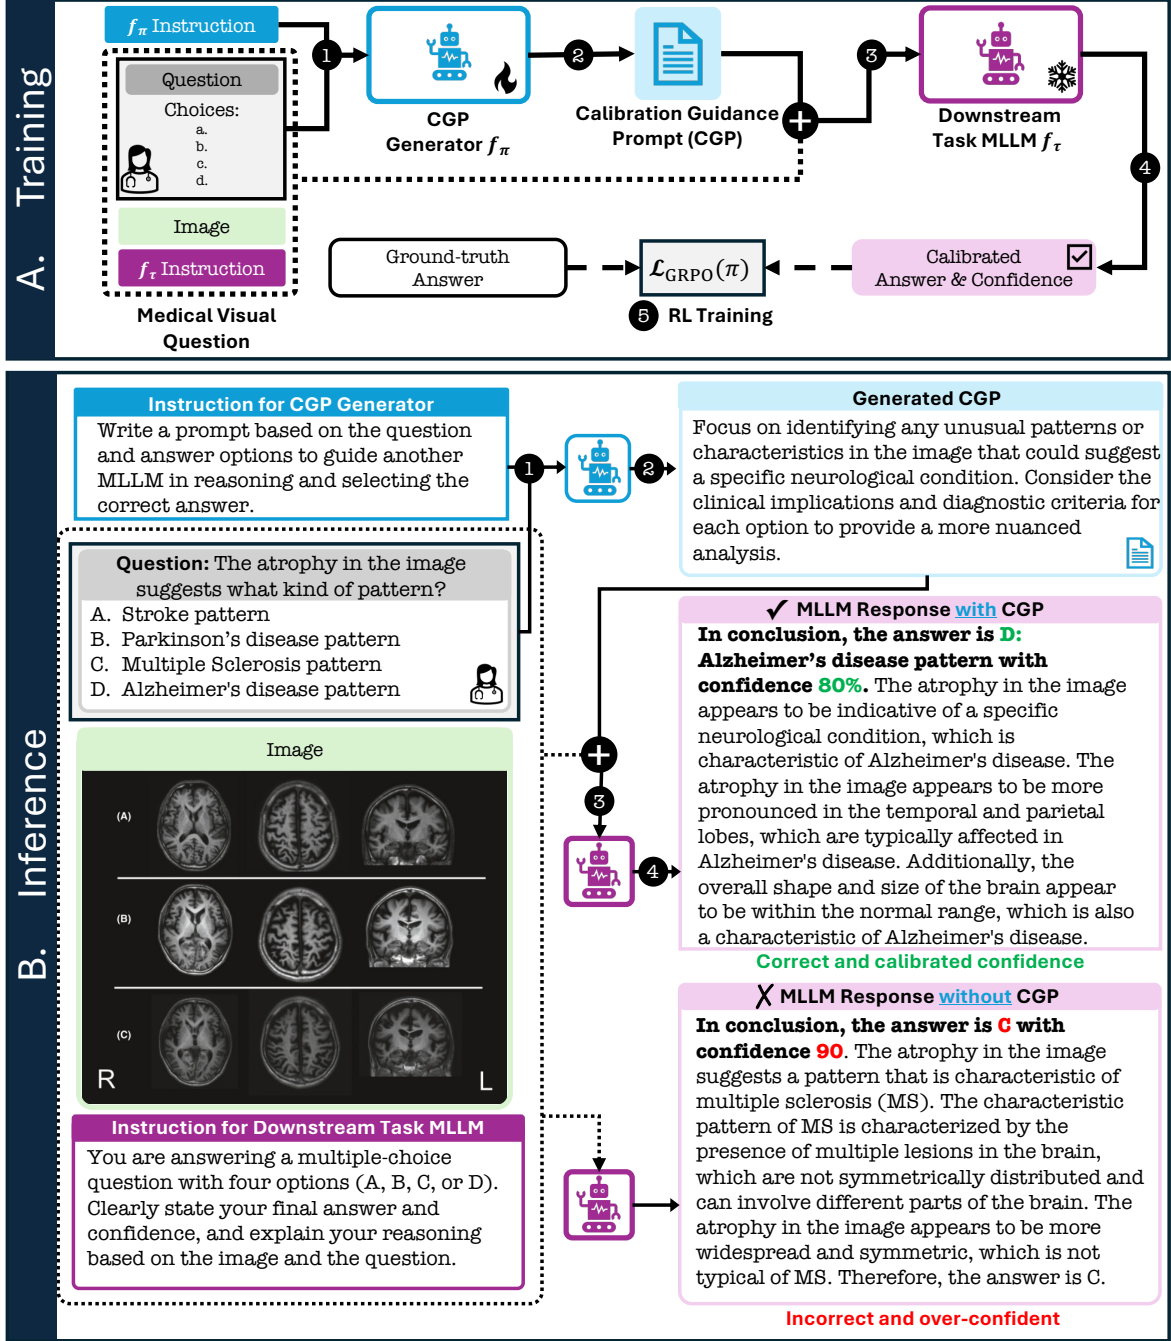 A. Training
f_π Instruction
Question
Choices:
a.
b.
c.
d.
Image
f_τ Instruction
Medical Visual
Question
1
CGP
Generator f_π
2
Calibration Guidance
Prompt (CGP)
3
Downstream
Task MLLM f_τ
4
Ground-truth
Answer
ℒ_GRPO(π)
5 RL Training
Calibrated
Answer & Confidence
B. Inference
Instruction for CGP Generator
Write a prompt based on the question
and answer options to guide another
MLLM in reasoning and selecting the
correct answer.
1
2
Generated CGP
Focus on identifying any unusual patterns or
characteristics in the image that could suggest
a specific neurological condition. Consider the
clinical implications and diagnostic criteria for
each option to provide a more nuanced
analysis.
Question: The atrophy in the image
suggests what kind of pattern?
A. Stroke pattern
B. Parkinson's disease pattern
C. Multiple Sclerosis pattern
D. Alzheimer's disease pattern
Image
(A)
(B)
(C)
R
L
3
4
✓ MLLM Response with CGP
In conclusion, the answer is D:
Alzheimer's disease pattern with
confidence 80%. The atrophy in the image
appears to be indicative of a specific
neurological condition, which is
characteristic of Alzheimer's disease. The
atrophy in the image appears to be more
pronounced in the temporal and parietal
lobes, which are typically affected in
Alzheimer's disease. Additionally, the
overall shape and size of the brain appear
to be within the normal range, which is also
a characteristic of Alzheimer's disease.
Correct and calibrated confidence
Instruction for Downstream Task MLLM
You are answering a multiple-choice
question with four options (A, B, C, or D).
Clearly state your final answer and
confidence, and explain your reasoning
based on the image and the question.
✗ MLLM Response without CGP
In conclusion, the answer is C with
confidence 90. The atrophy in the image
suggests a pattern that is characteristic of
multiple sclerosis (MS). The characteristic
pattern of MS is characterized by the
presence of multiple lesions in the brain,
which are not symmetrically distributed and
can involve different parts of the brain. The
atrophy in the image appears to be more
widespread and symmetric, which is not
typical of MS. Therefore, the answer is C.
Incorrect and over-confident